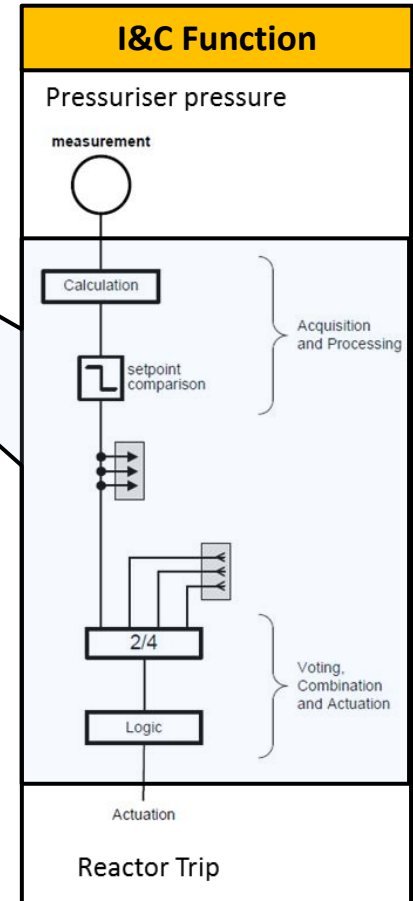 I&C Function
Pressuriser pressure
measurement
Calculation
Acquisition
and Processing
setpoint
comparison
2/4
Voting,
Combination
and Actuation
Logic
Actuation
Reactor Trip